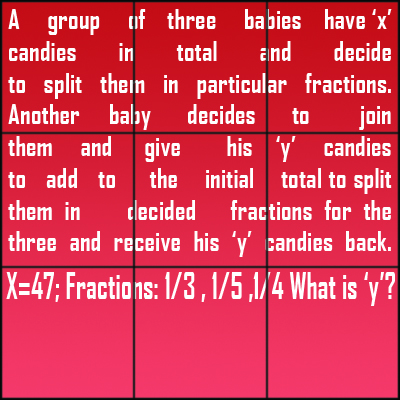 A group of three babies have ‘x’
candies in total and decide
to split them in particular fractions.
Another baby decides to join
them and give his ‘y’ candies
to add to the initial total to split
them in decided fractions for the
three and receive his ‘y’ candies back.
X=47; Fractions: 1/3 , 1/5 ,1/4 What is ‘y’?